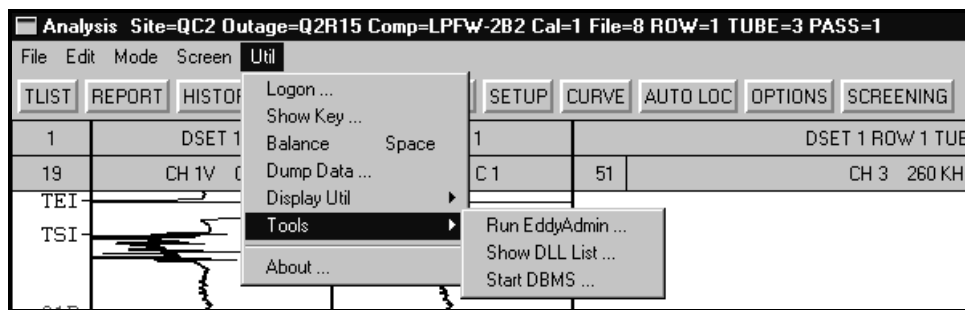 Analysis Site=QC2 Outage=Q2R15 Comp=LPFW-2B2 Cal=1 File=8 ROW=1 TUBE=3 PASS=1
File Edit Mode Screen Util
TLIST REPORT HISTOR SETUP CURVE AUTO LOC OPTIONS SCREENING
Logon ...
Show Key ...
1 DSET 1 Balance Space 1 DSET 1 ROW 1 TUBE
19 CH 1V Dump Data ... C 1 51 CH 3 260 KH
TEI Display Util
TSI Tools Run EddyAdmin ...
Show DLL List ...
About ... Start DBMS ...